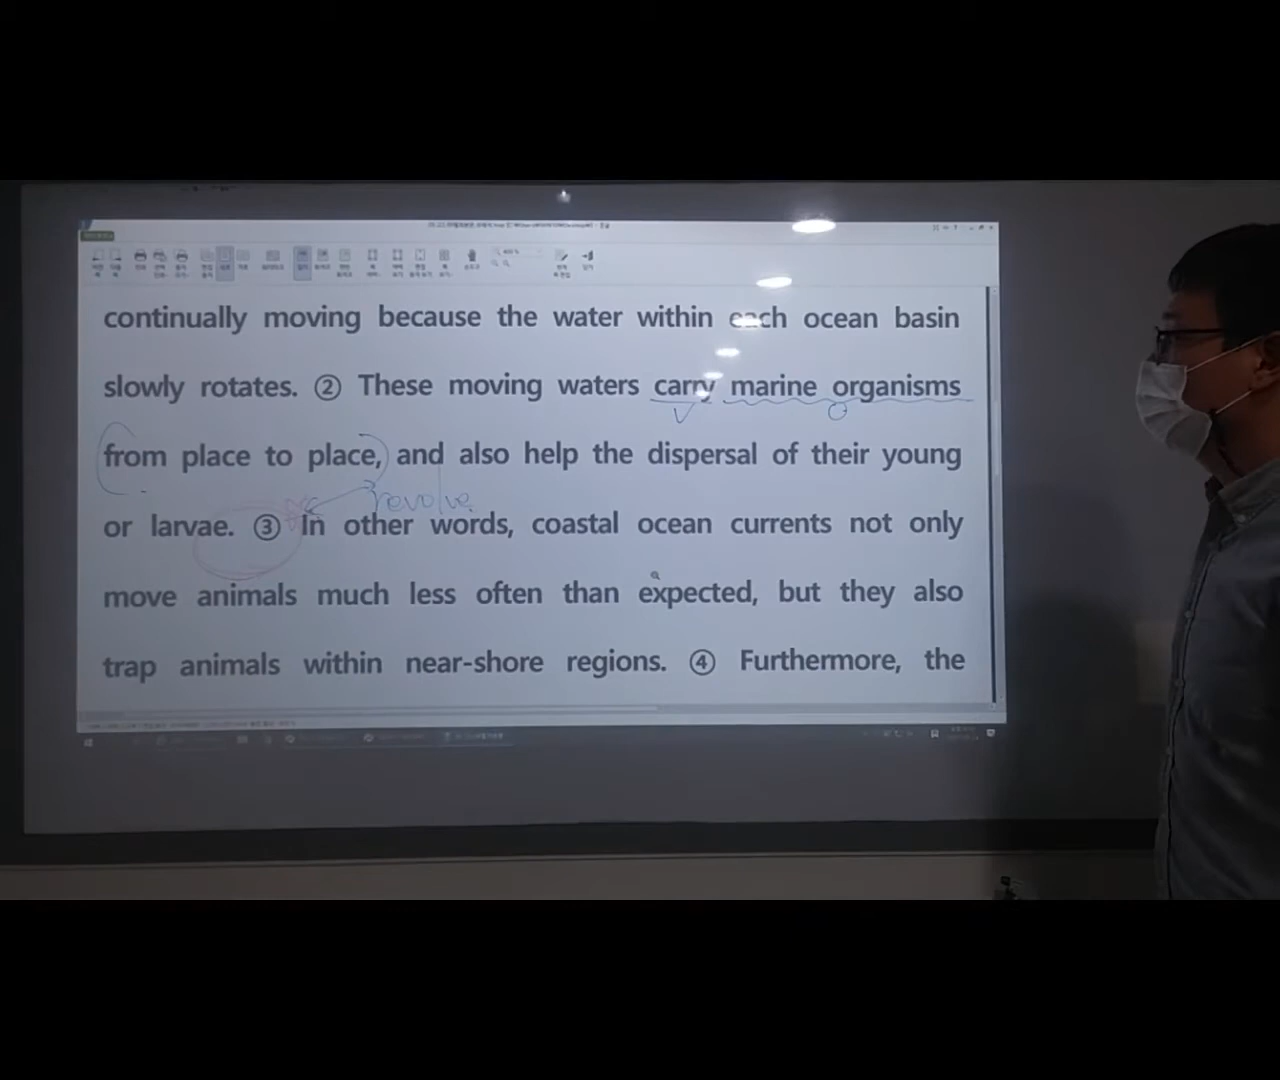 continually moving because the water within each ocean basin
slowly rotates. ② These moving waters carry marine organisms
V O
from place to place, and also help the dispersal of their young
revolve
or larvae. ③ In other words, coastal ocean currents not only
move animals much less often than expected, but they also
trap animals within near-shore regions. ④ Furthermore, the